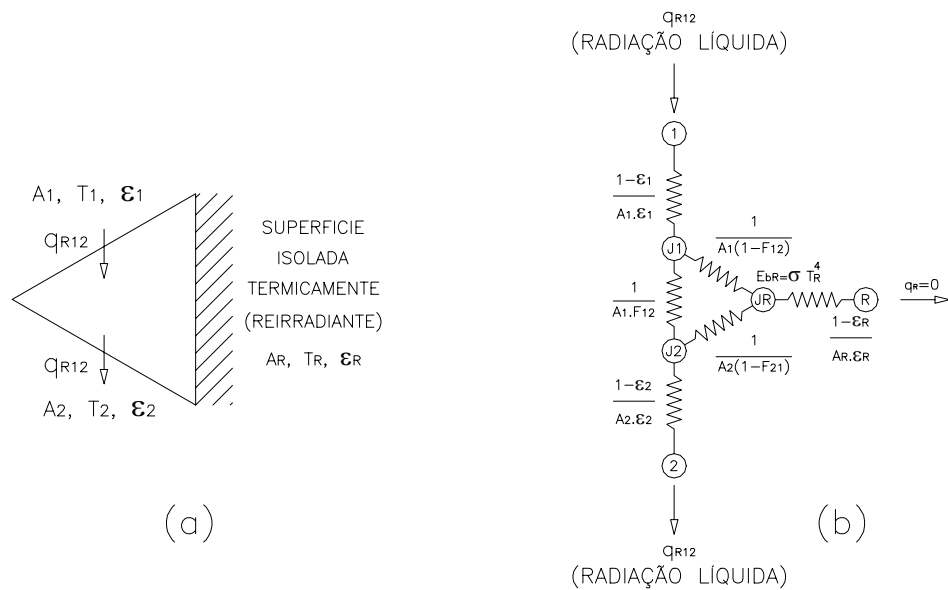 A1, T1, ε1
qR12
qR12
A2, T2, ε2
SUPERFICIE
ISOLADA
TERMICAMENTE
(REIRRADIANTE)
AR, TR, εR
(a)
qR12
(RADIAÇÃO LÍQUIDA)
1
1-ε1
A1.ε1
J1
1
A1(1-F12)
1
A1.F12
EbR=σ TR^4
JR
R
qR=0
1-εR
AR.εR
J2
1
A2(1-F21)
1-ε2
A2.ε2
2
(b)
qR12
(RADIAÇÃO LÍQUIDA)